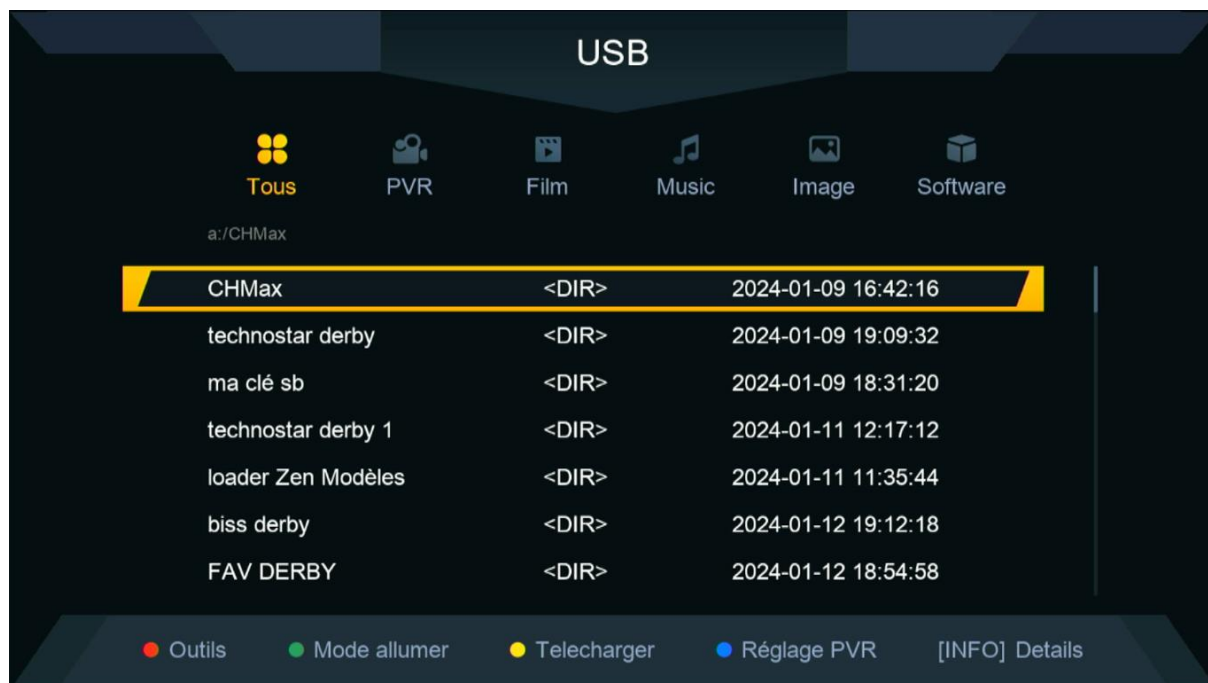 USB
Tous PVR Film Music Image Software
a:/CHMax
CHMax <DIR> 2024-01-09 16:42:16
technostar derby <DIR> 2024-01-09 19:09:32
ma clé sb <DIR> 2024-01-09 18:31:20
technostar derby 1 <DIR> 2024-01-11 12:17:12
loader Zen Modèles <DIR> 2024-01-11 11:35:44
biss derby <DIR> 2024-01-12 19:12:18
FAV DERBY <DIR> 2024-01-12 18:54:58
Outils Mode allumer Telecharger Réglage PVR [INFO] Details